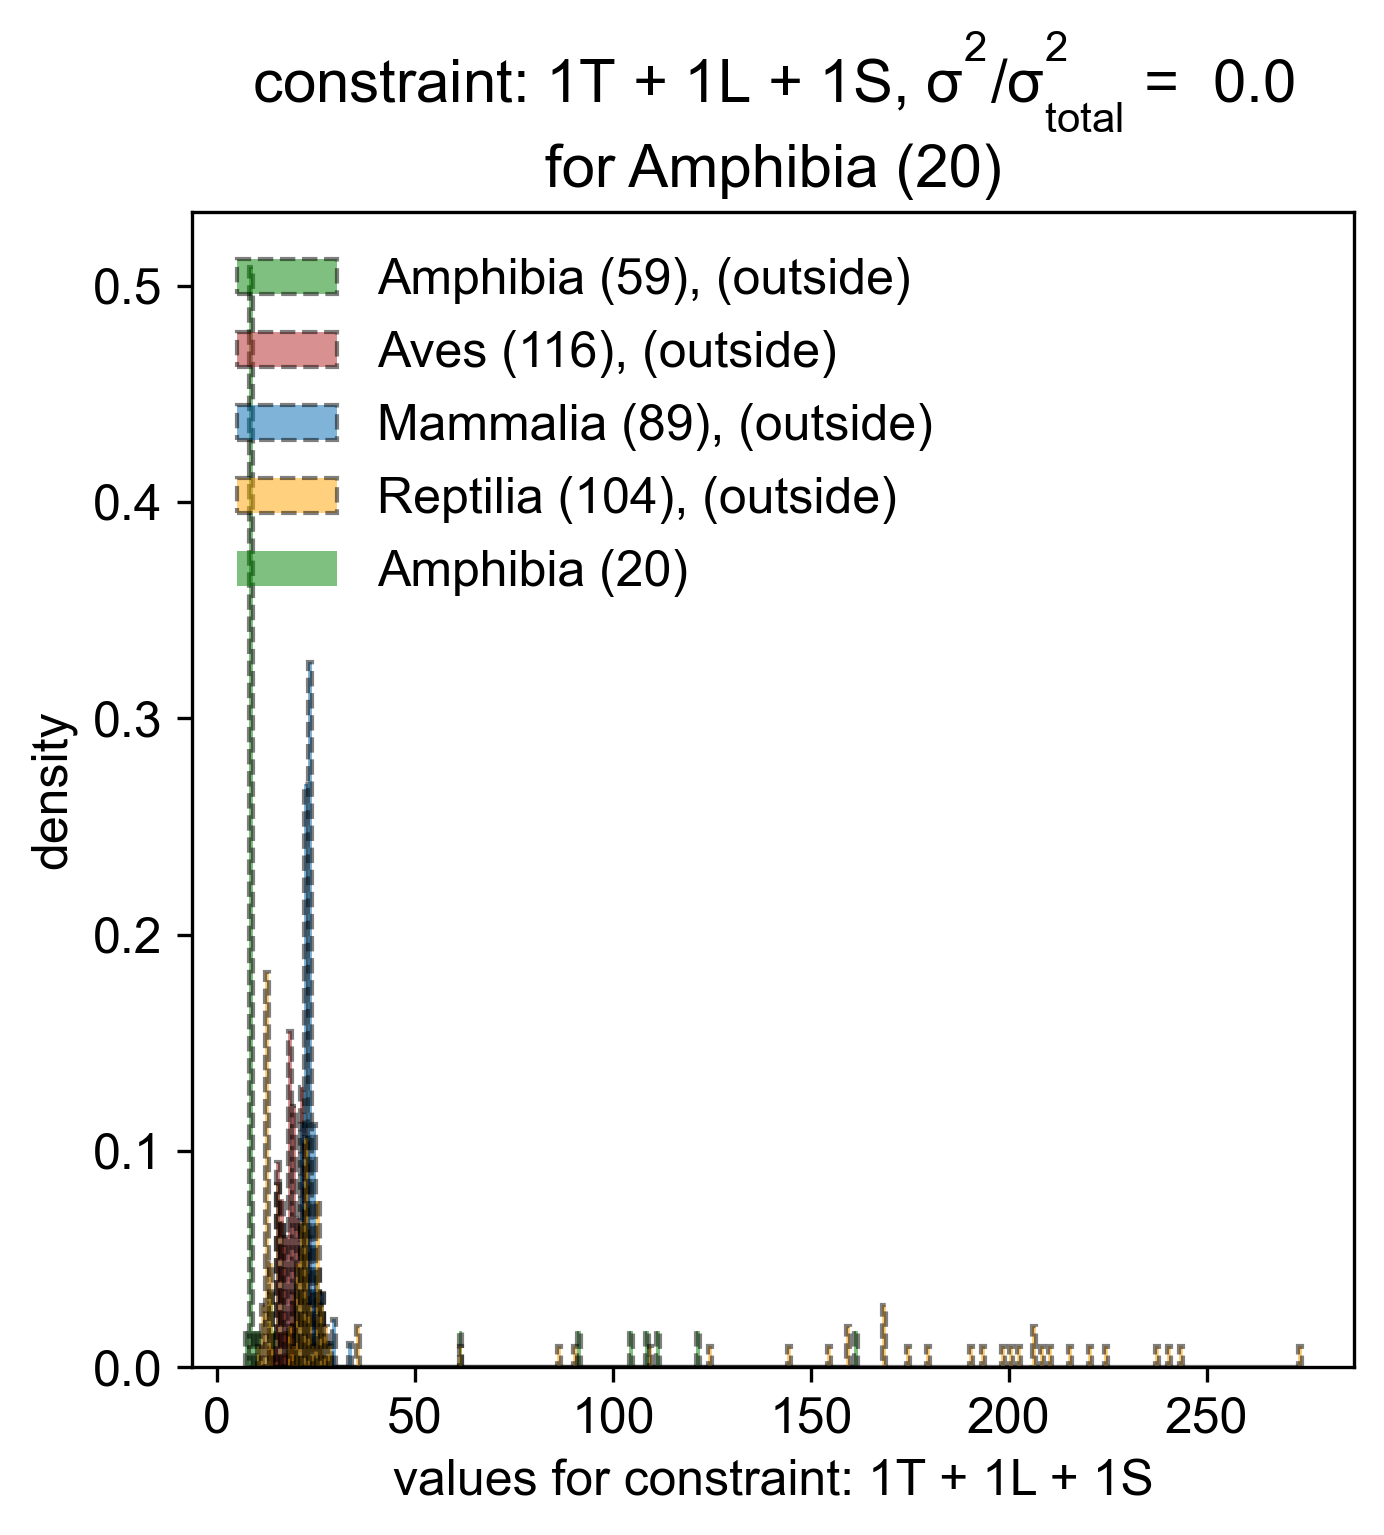 constraint: 1T + 1L + 1S, σ²/σ²total = 0.0
for Amphibia (20)
Amphibia (59), (outside)
Aves (116), (outside)
Mammalia (89), (outside)
Reptilia (104), (outside)
Amphibia (20)
0.5
0.4
0.3
0.2
0.1
0.0
density
0 50 100 150 200 250
values for constraint: 1T + 1L + 1S